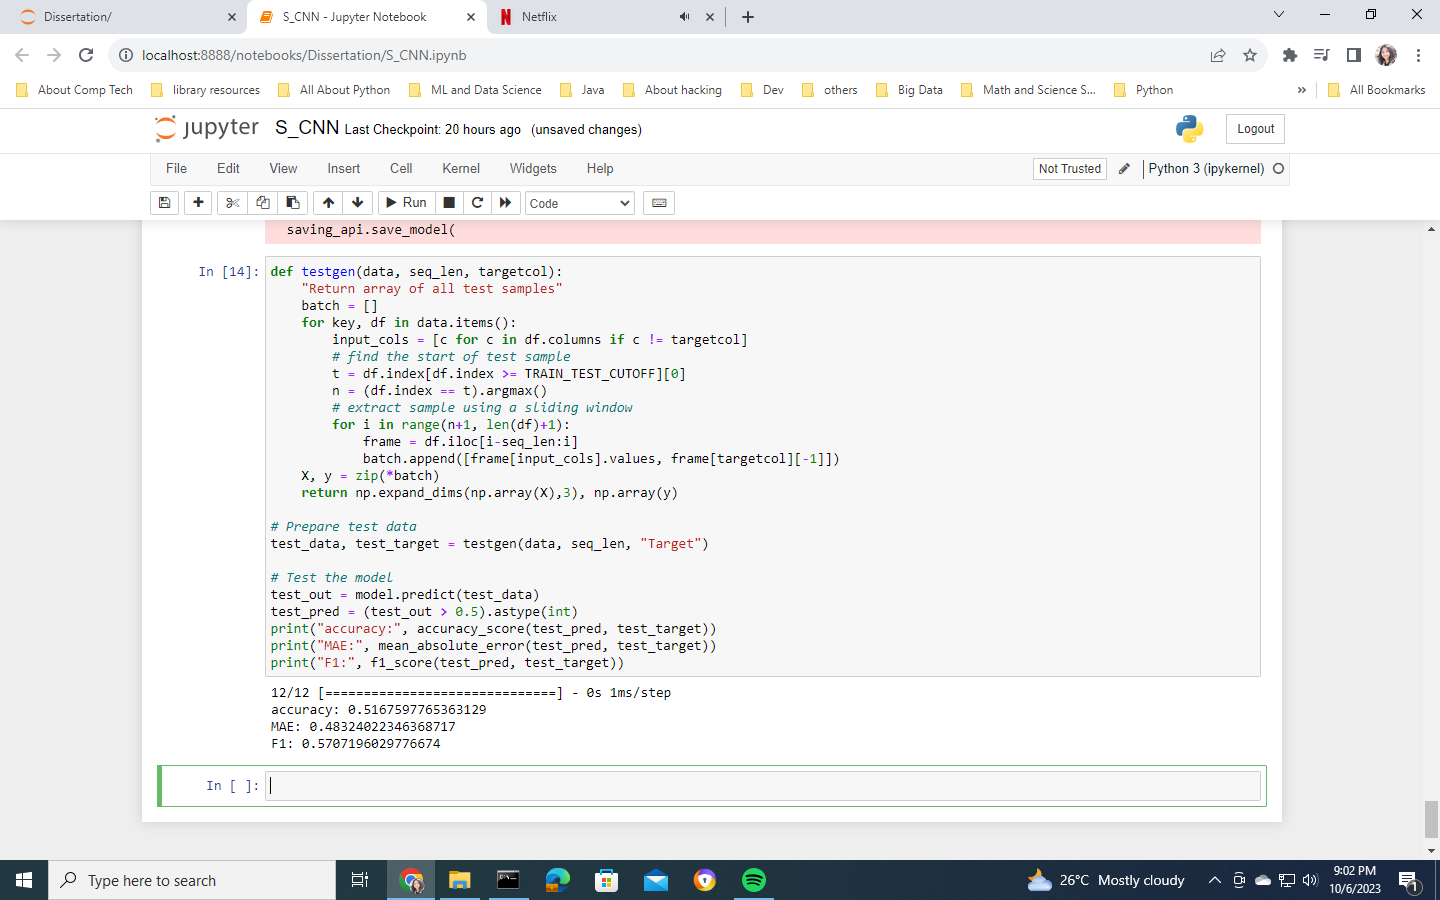 Dissertation/
S_CNN - Jupyter Notebook
Netflix
localhost:8888/notebooks/Dissertation/S_CNN.ipynb
About Comp Tech library resources All About Python ML and Data Science Java About hacking Dev others Big Data Math and Science S... Python » All Bookmarks
jupyter S_CNN Last Checkpoint: 20 hours ago (unsaved changes) Logout
File Edit View Insert Cell Kernel Widgets Help Not Trusted Python 3 (ipykernel)
Run Code
saving_api.save_model(
In [14]: def testgen(data, seq_len, targetcol):
"Return array of all test samples"
batch = []
for key, df in data.items():
input_cols = [c for c in df.columns if c != targetcol]
# find the start of test sample
t = df.index[df.index >= TRAIN_TEST_CUTOFF][0]
n = (df.index == t).argmax()
# extract sample using a sliding window
for i in range(n+1, len(df)+1):
frame = df.iloc[i-seq_len:i]
batch.append([frame[input_cols].values, frame[targetcol][-1]])
X, y = zip(*batch)
return np.expand_dims(np.array(X),3), np.array(y)
# Prepare test data
test_data, test_target = testgen(data, seq_len, "Target")
# Test the model
test_out = model.predict(test_data)
test_pred = (test_out > 0.5).astype(int)
print("accuracy:", accuracy_score(test_pred, test_target))
print("MAE:", mean_absolute_error(test_pred, test_target))
print("F1:", f1_score(test_pred, test_target))
12/12 [==============================] - 0s 1ms/step
accuracy: 0.5167597765363129
MAE: 0.48324022346368717
F1: 0.5707196029776674
In [ ]:
Type here to search
26°C Mostly cloudy
9:02 PM
10/6/2023
1